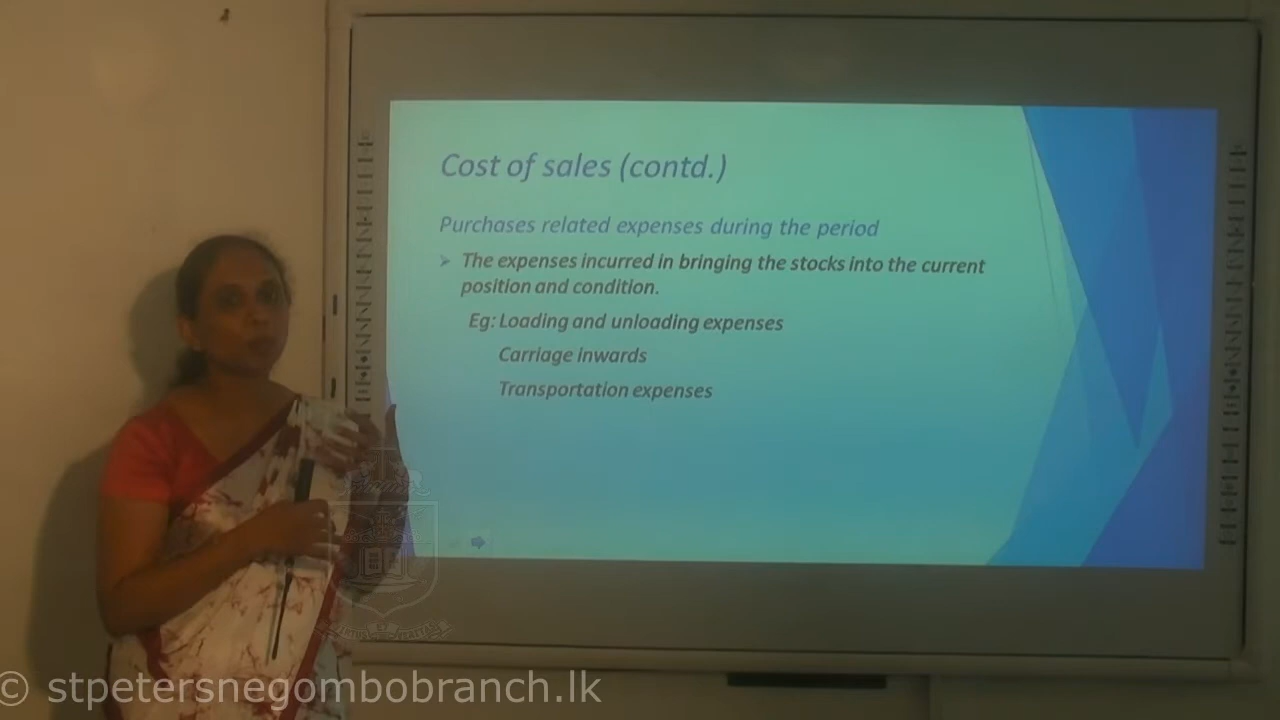 Cost of sales (contd.)
Purchases related expenses during the period
The expenses incurred in bringing the stocks into the current
position and condition.
Eg: Loading and unloading expenses
Carriage inwards
Transportation expenses
© stpetersnegombobranch.lk